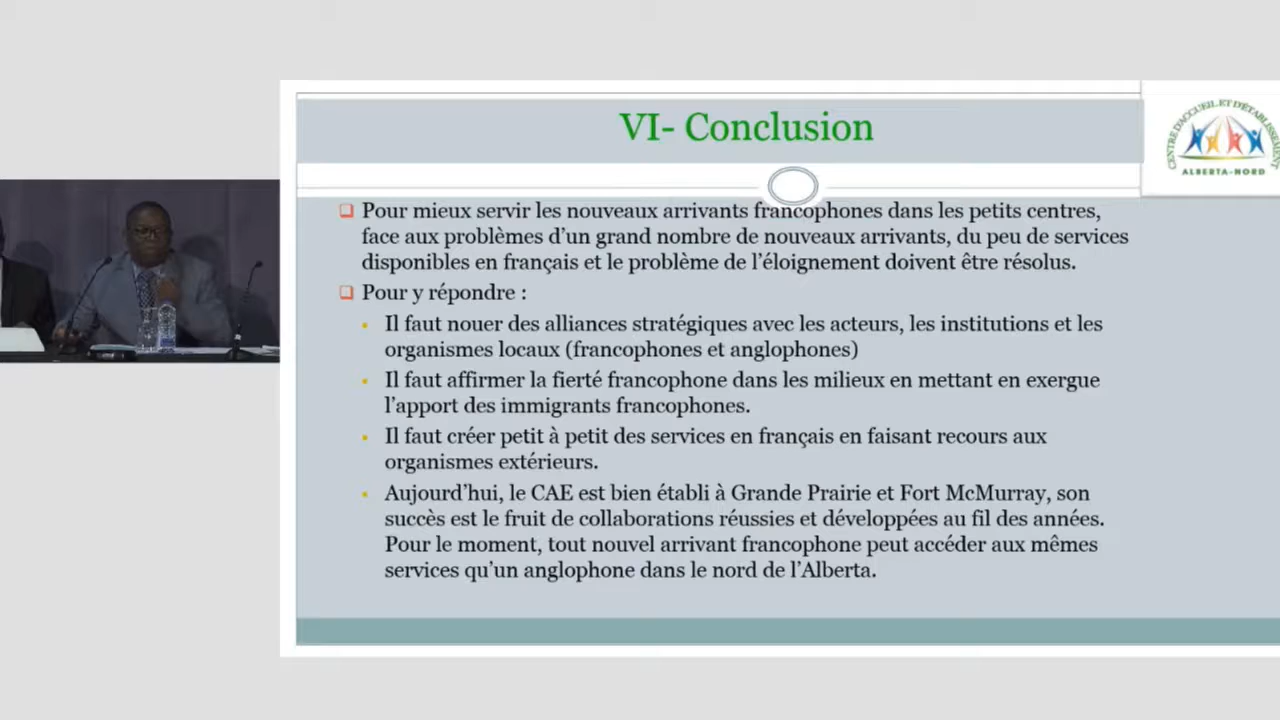 VI- Conclusion
CENTRE D'ACCUEIL ET D'ÉTABLISSEMENT
ALBERTA-NORD
Pour mieux servir les nouveaux arrivants francophones dans les petits centres,
face aux problèmes d'un grand nombre de nouveaux arrivants, du peu de services
disponibles en français et le problème de l'éloignement doivent être résolus.
Pour y répondre :
Il faut nouer des alliances stratégiques avec les acteurs, les institutions et les
organismes locaux (francophones et anglophones)
Il faut affirmer la fierté francophone dans les milieux en mettant en exergue
l'apport des immigrants francophones.
Il faut créer petit à petit des services en français en faisant recours aux
organismes extérieurs.
Aujourd'hui, le CAE est bien établi à Grande Prairie et Fort McMurray, son
succès est le fruit de collaborations réussies et développées au fil des années.
Pour le moment, tout nouvel arrivant francophone peut accéder aux mêmes
services qu'un anglophone dans le nord de l'Alberta.